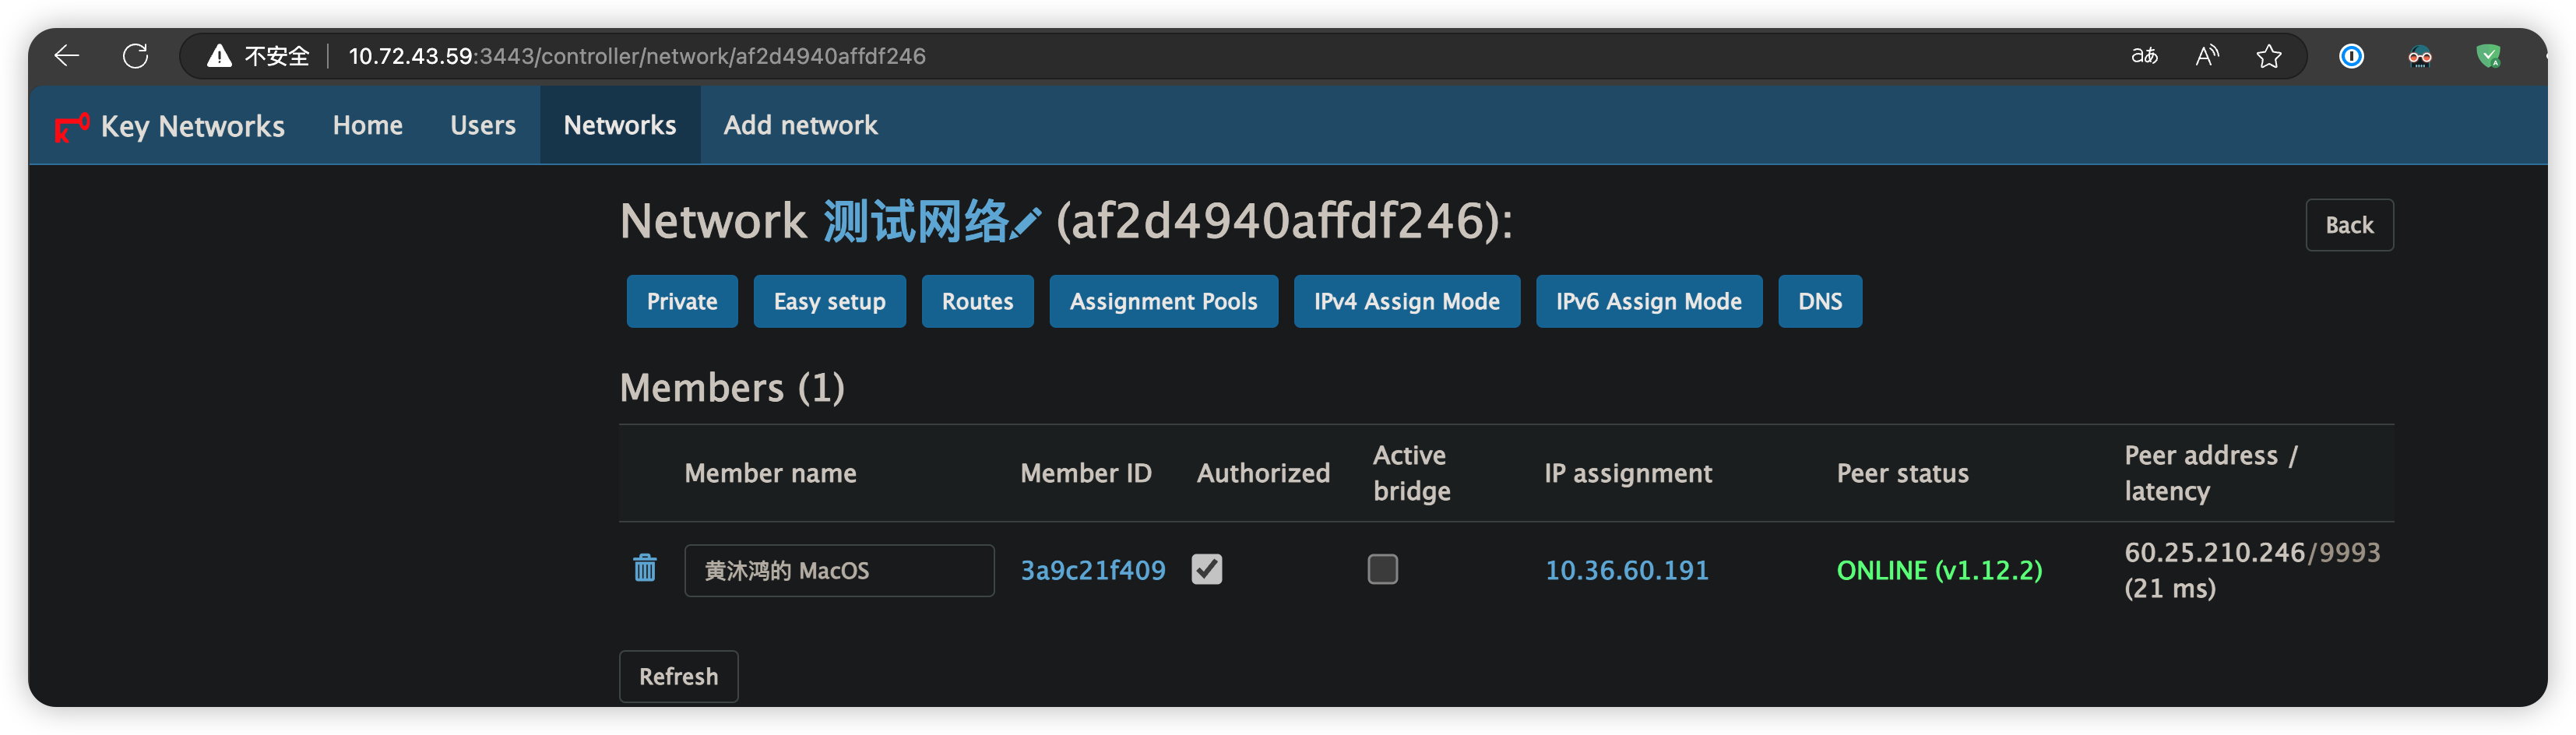 不安全 10.72.43.59:3443/controller/network/af2d4940affdf246 aあ A
Key Networks Home Users Networks Add network
Network 测试网络 (af2d4940affdf246):
Back
Private Easy setup Routes Assignment Pools IPv4 Assign Mode IPv6 Assign Mode DNS
Members (1)
Member name Member ID Authorized Active bridge IP assignment Peer status Peer address / latency
黄沐鸿的 MacOS 3a9c21f409 10.36.60.191 ONLINE (v1.12.2) 60.25.210.246/9993 (21 ms)
Refresh